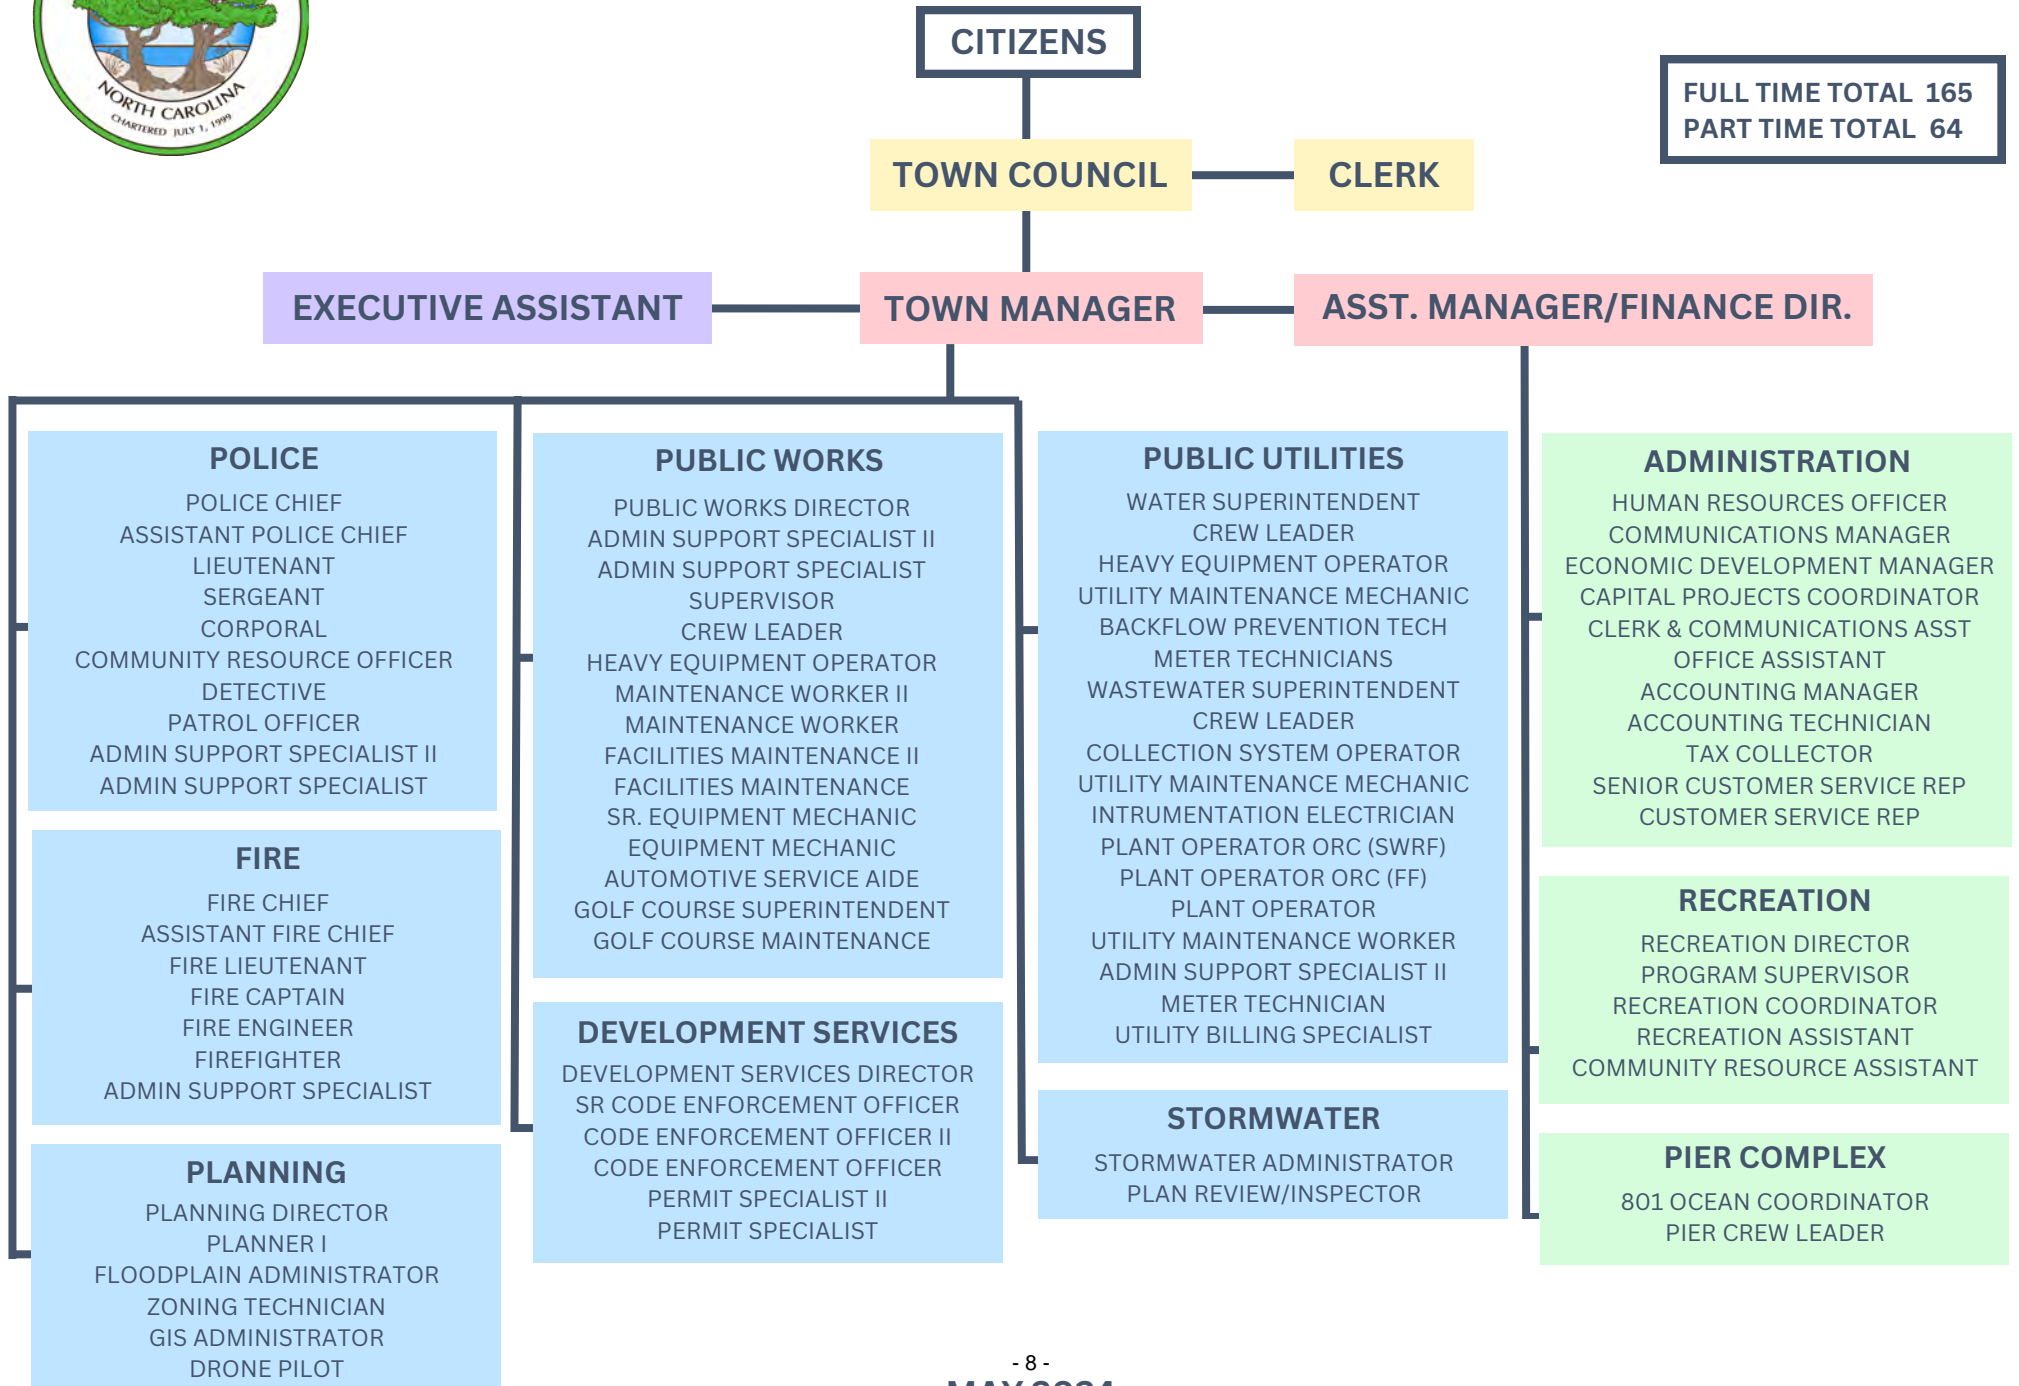 NORTH CAROLINA
CHARTERED JULY 1, 1999
CITIZENS
FULL TIME TOTAL 165
PART TIME TOTAL 64
TOWN COUNCIL
CLERK
EXECUTIVE ASSISTANT
TOWN MANAGER
ASST. MANAGER/FINANCE DIR.
POLICE
POLICE CHIEF
ASSISTANT POLICE CHIEF
LIEUTENANT
SERGEANT
CORPORAL
COMMUNITY RESOURCE OFFICER
DETECTIVE
PATROL OFFICER
ADMIN SUPPORT SPECIALIST II
ADMIN SUPPORT SPECIALIST
FIRE
FIRE CHIEF
ASSISTANT FIRE CHIEF
FIRE LIEUTENANT
FIRE CAPTAIN
FIRE ENGINEER
FIREFIGHTER
ADMIN SUPPORT SPECIALIST
PLANNING
PLANNING DIRECTOR
PLANNER I
FLOODPLAIN ADMINISTRATOR
ZONING TECHNICIAN
GIS ADMINISTRATOR
DRONE PILOT
PUBLIC WORKS
PUBLIC WORKS DIRECTOR
ADMIN SUPPORT SPECIALIST II
ADMIN SUPPORT SPECIALIST
SUPERVISOR
CREW LEADER
HEAVY EQUIPMENT OPERATOR
MAINTENANCE WORKER II
MAINTENANCE WORKER
FACILITIES MAINTENANCE II
FACILITIES MAINTENANCE
SR. EQUIPMENT MECHANIC
EQUIPMENT MECHANIC
AUTOMOTIVE SERVICE AIDE
GOLF COURSE SUPERINTENDENT
GOLF COURSE MAINTENANCE
DEVELOPMENT SERVICES
DEVELOPMENT SERVICES DIRECTOR
SR CODE ENFORCEMENT OFFICER
CODE ENFORCEMENT OFFICER II
CODE ENFORCEMENT OFFICER
PERMIT SPECIALIST II
PERMIT SPECIALIST
PUBLIC UTILITIES
WATER SUPERINTENDENT
CREW LEADER
HEAVY EQUIPMENT OPERATOR
UTILITY MAINTENANCE MECHANIC
BACKFLOW PREVENTION TECH
METER TECHNICIANS
WASTEWATER SUPERINTENDENT
CREW LEADER
COLLECTION SYSTEM OPERATOR
UTILITY MAINTENANCE MECHANIC
INTRUMENTATION ELECTRICIAN
PLANT OPERATOR ORC (SWRF)
PLANT OPERATOR ORC (FF)
PLANT OPERATOR
UTILITY MAINTENANCE WORKER
ADMIN SUPPORT SPECIALIST II
METER TECHNICIAN
UTILITY BILLING SPECIALIST
STORMWATER
STORMWATER ADMINISTRATOR
PLAN REVIEW/INSPECTOR
ADMINISTRATION
HUMAN RESOURCES OFFICER
COMMUNICATIONS MANAGER
ECONOMIC DEVELOPMENT MANAGER
CAPITAL PROJECTS COORDINATOR
CLERK & COMMUNICATIONS ASST
OFFICE ASSISTANT
ACCOUNTING MANAGER
ACCOUNTING TECHNICIAN
TAX COLLECTOR
SENIOR CUSTOMER SERVICE REP
CUSTOMER SERVICE REP
RECREATION
RECREATION DIRECTOR
PROGRAM SUPERVISOR
RECREATION COORDINATOR
RECREATION ASSISTANT
COMMUNITY RESOURCE ASSISTANT
PIER COMPLEX
801 OCEAN COORDINATOR
PIER CREW LEADER
- 8 -
MAY 2024